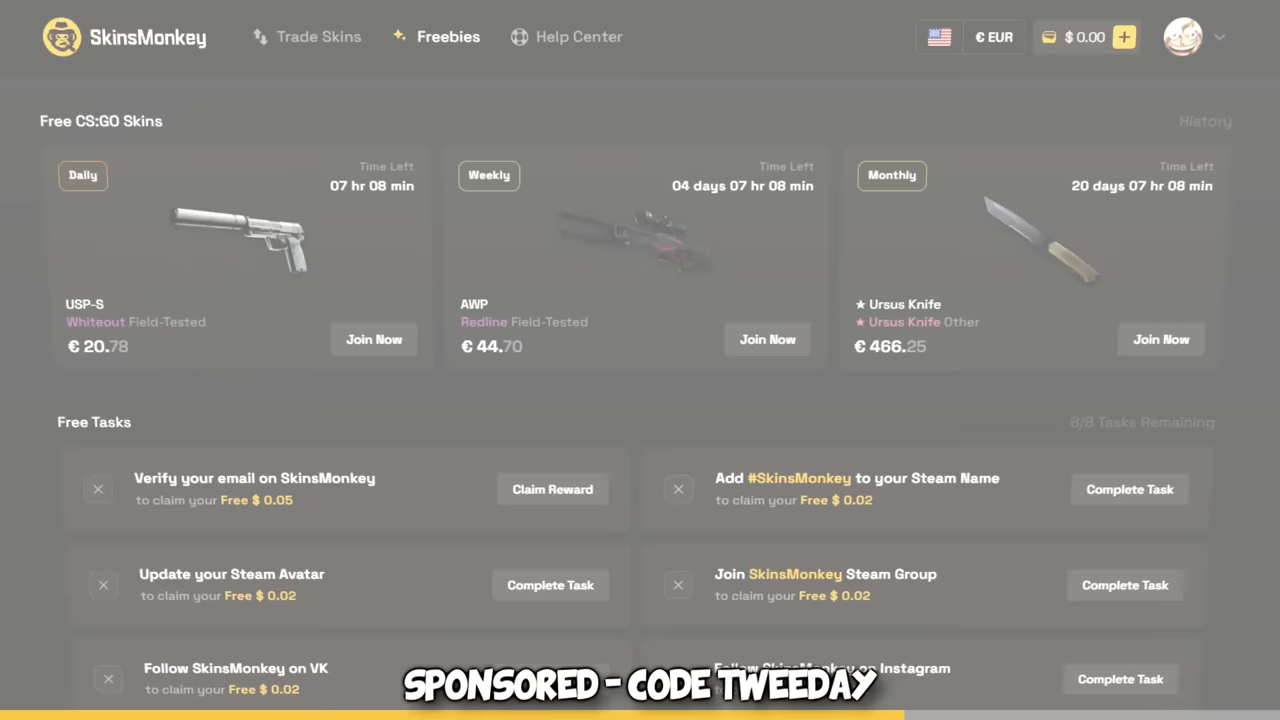 SkinsMonkey
Trade Skins
Freebies
Help Center
€ EUR
$ 0.00
+
Free CS:GO Skins
History
Daily
Time Left
07 hr 08 min
USP-S
Whiteout Field-Tested
€ 20.78
Join Now
Weekly
Time Left
04 days 07 hr 08 min
AWP
Redline Field-Tested
€ 44.70
Join Now
Monthly
Time Left
20 days 07 hr 08 min
★ Ursus Knife
★ Ursus Knife Other
€ 466.25
Join Now
Free Tasks
8/8 Tasks Remaining
Verify your email on SkinsMonkey
to claim your Free $ 0.05
Claim Reward
Add #SkinsMonkey to your Steam Name
to claim your Free $ 0.02
Complete Task
Update your Steam Avatar
to claim your Free $ 0.02
Complete Task
Join SkinsMonkey Steam Group
to claim your Free $ 0.02
Complete Task
Follow SkinsMonkey on VK
to claim your Free $ 0.02
Follow SkinsMonkey on Instagram
Complete Task
SPONSORED - CODE TWEEDAY